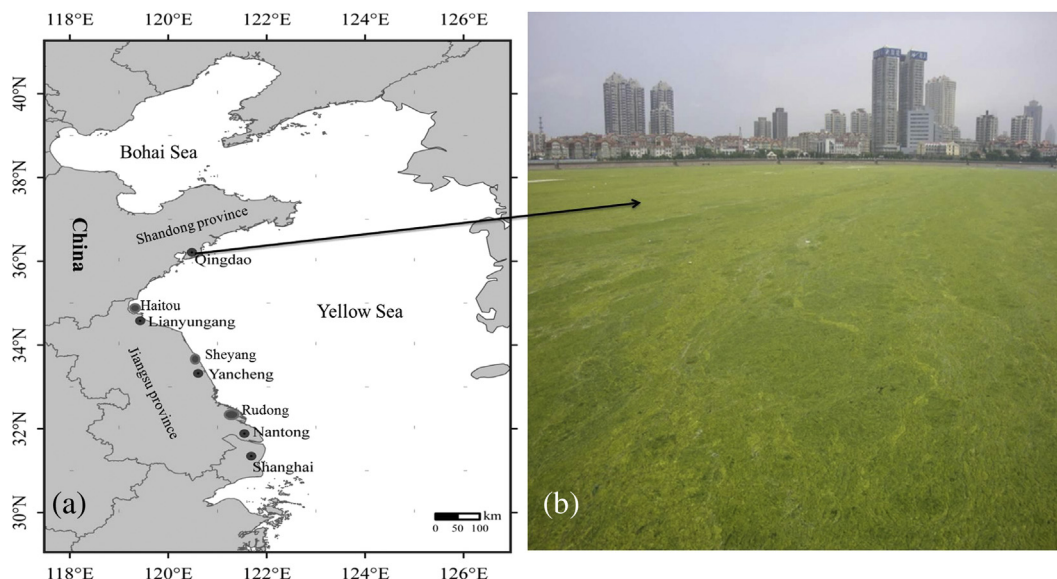 118°E 120°E 122°E 124°E 126°E
40°N
38°N
36°N
34°N
32°N
30°N
Bohai Sea
China
Shandong province
Qingdao
Haitou
Lianyungang
Yellow Sea
Sheyang
Yancheng
Jiangsu province
Rudong
Nantong
Shanghai
(a)
km
0 50 100
118°E 120°E 122°E 124°E 126°E
(b)